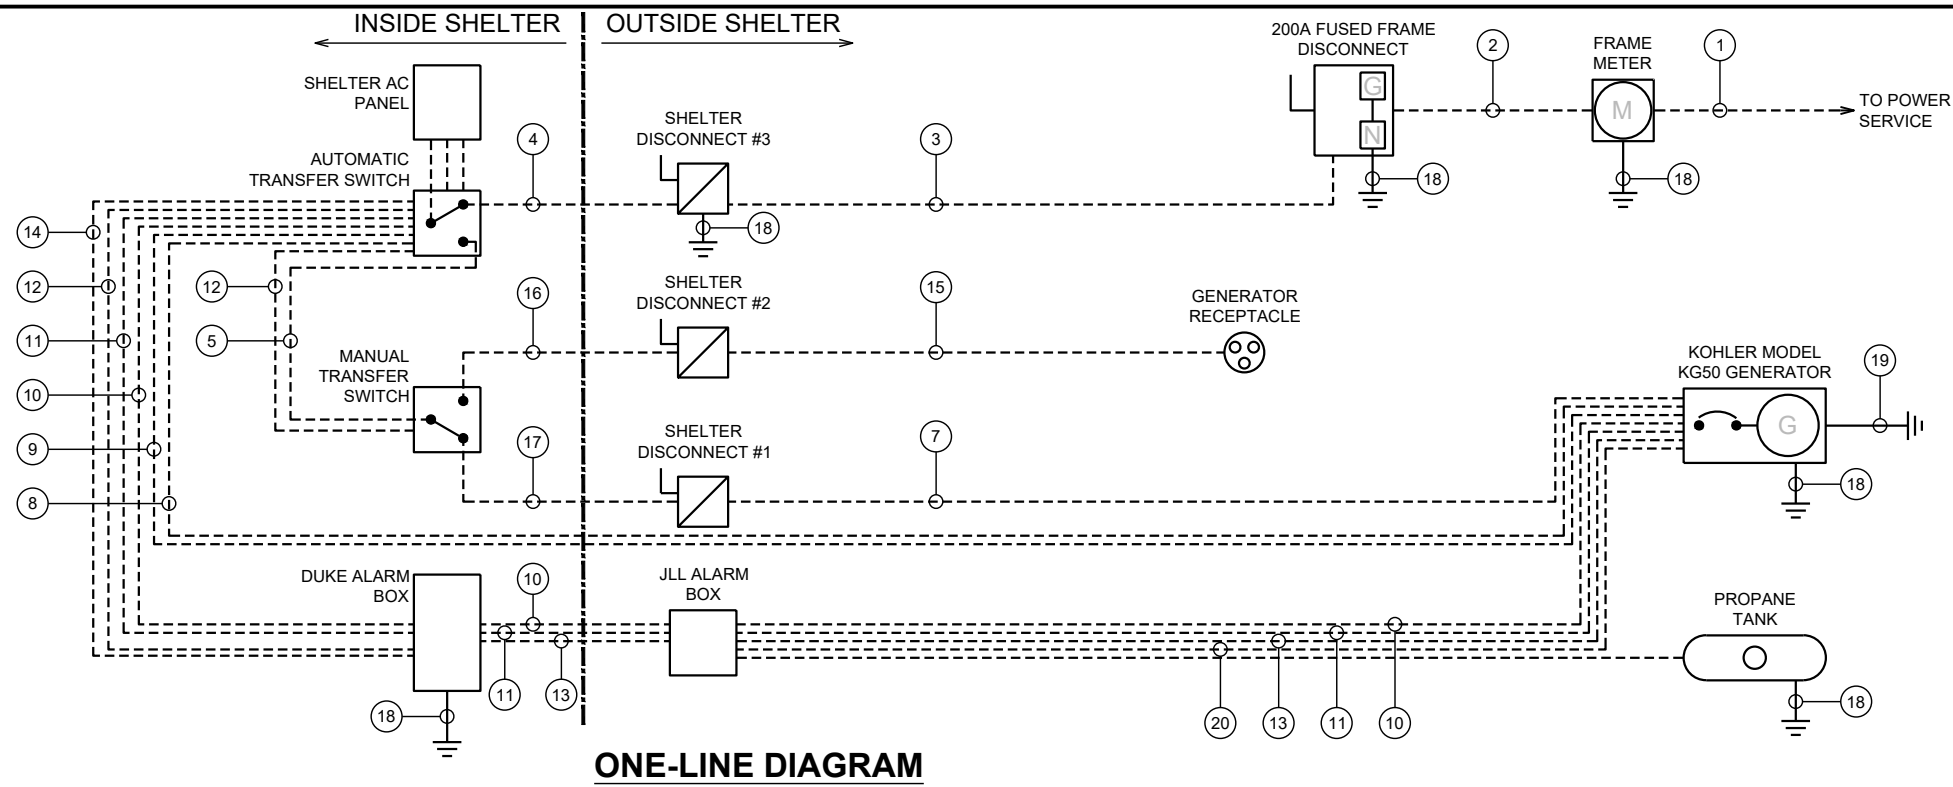 INSIDE SHELTER
OUTSIDE SHELTER
200A FUSED FRAME
DISCONNECT
2
FRAME
METER
1
SHELTER AC
PANEL
G
N
M
TO POWER
SERVICE
4
SHELTER
DISCONNECT #3
3
AUTOMATIC
TRANSFER SWITCH
18
18
18
14
12
12
16
SHELTER
DISCONNECT #2
15
GENERATOR
RECEPTACLE
11
5
MANUAL
TRANSFER
SWITCH
KOHLER MODEL
KG50 GENERATOR
19
10
G
9
17
SHELTER
DISCONNECT #1
7
8
18
DUKE ALARM
BOX
10
JLL ALARM
BOX
PROPANE
TANK
11
13
18
20
13
11
10
18
ONE-LINE DIAGRAM